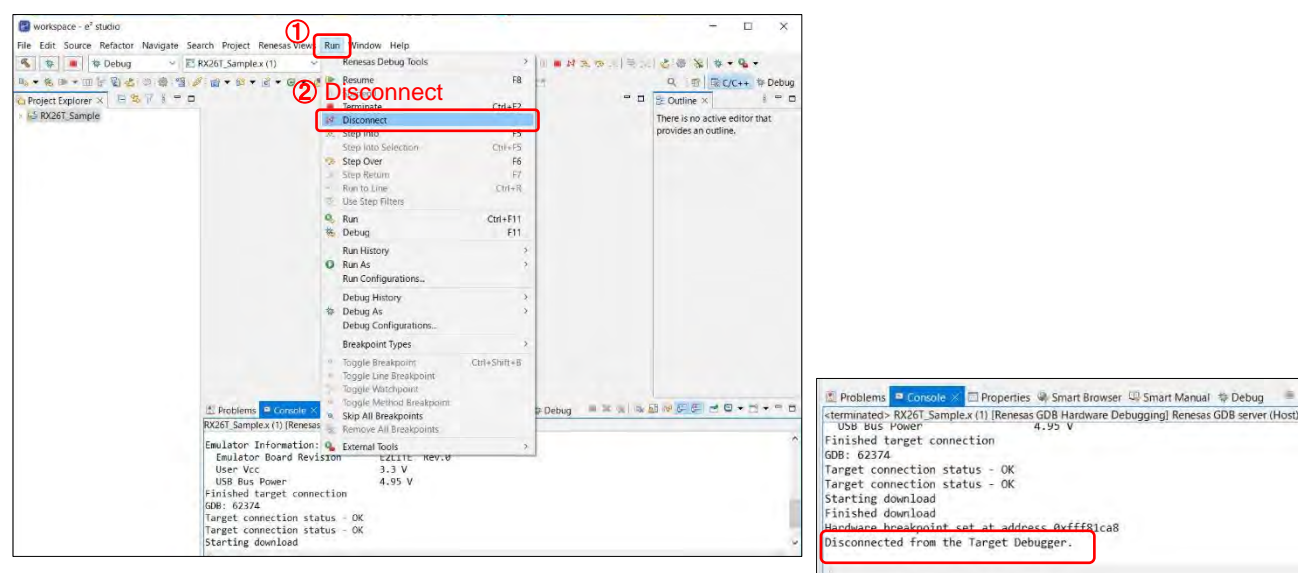 workspace - e² studio
①
File Edit Source Refactor Navigate Search Project Renesas Views Run Window Help
Debug
RX26T_Sample.x (1)
Renesas Debug Tools
Resume F8
② Disconnect
C/C++ Debug
Project Explorer
Terminate Ctrl+F2
Outline
RX26T_Sample
Disconnect
There is no active editor that
provides an outline.
Step Into F5
Step Into Selection Ctrl+F5
Step Over F6
Step Return F7
Run to Line Ctrl+R
Use Step Filters
Run Ctrl+F11
Debug F11
Run History
Run As
Run Configurations...
Debug History
Debug As
Debug Configurations...
Breakpoint Types
Toggle Breakpoint Ctrl+Shift+B
Toggle Line Breakpoint
Toggle Watchpoint
Toggle Method Breakpoint
Skip All Breakpoints
Remove All Breakpoints
External Tools
Problems Console
Debug
RX26T_Sample.x (1) [Renesas
Emulator Information:
Emulator Board Revision E2LITE Rev.0
User Vcc 3.3 V
USB Bus Power 4.95 V
Finished target connection
GDB: 62374
Target connection status - OK
Target connection status - OK
Starting download
Problems Console Properties Smart Browser Smart Manual Debug
<terminated> RX26T_Sample.x (1) [Renesas GDB Hardware Debugging] Renesas GDB server (Host)
USB Bus Power 4.95 V
Finished target connection
GDB: 62374
Target connection status - OK
Target connection status - OK
Starting download
Finished download
Hardware breakpoint set at address 0xfff81ca8
Disconnected from the Target Debugger.